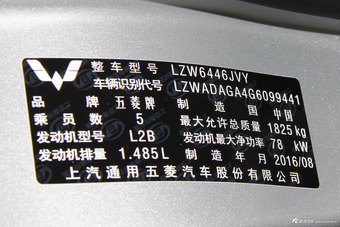 整车型号 LZW6446JVY
车辆识别代号 LZWADAGA4G6099441
品牌 五菱牌 制造国 中国
乘员数 5 最大允许总质量 1825 kg
发动机型号 L2B 发动机最大净功率 78 kW
发动机排量 1.485L 制造年月 2016/08
上汽通用五菱汽车股份有限公司